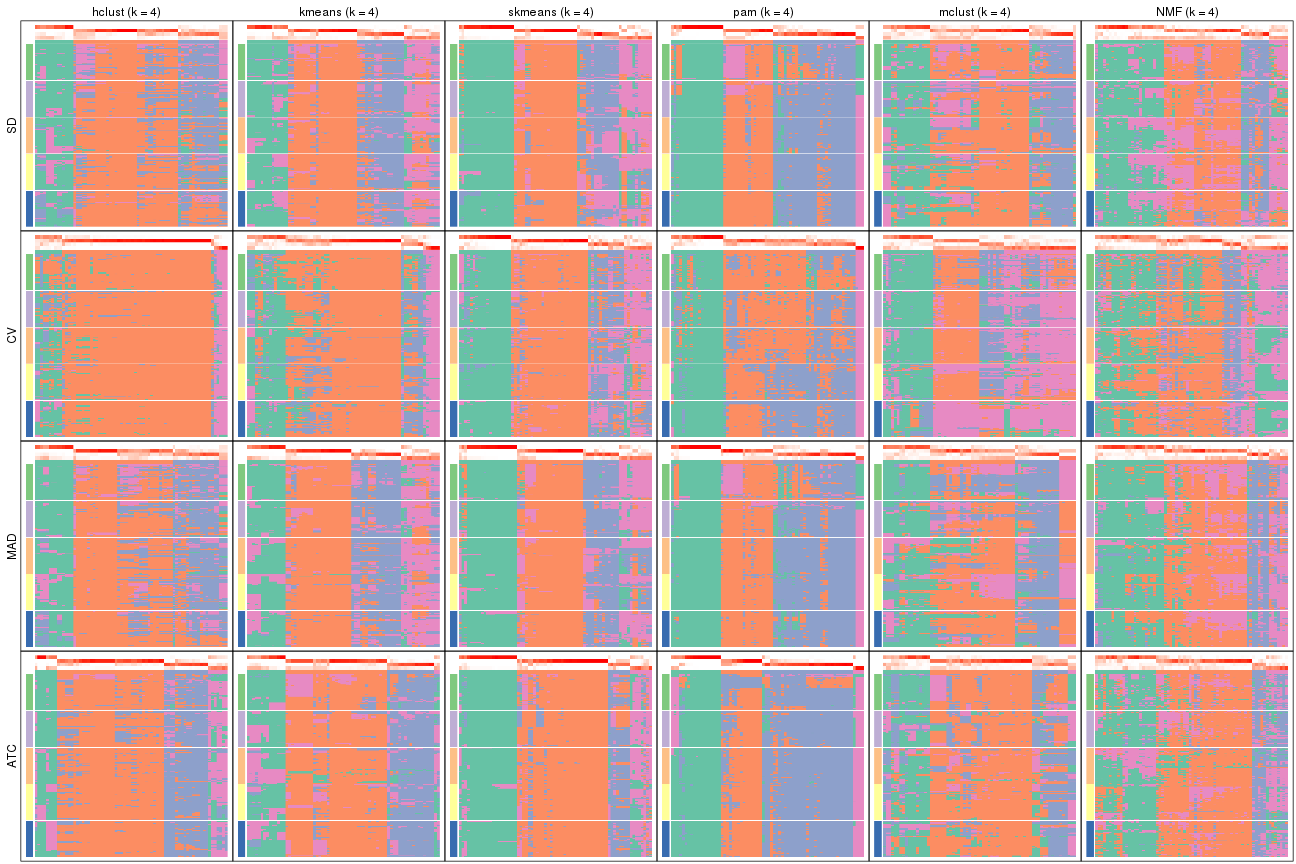 hclust (k = 4)
kmeans (k = 4)
skmeans (k = 4)
pam (k = 4)
mclust (k = 4)
NMF (k = 4)
SD
CV
MAD
ATC